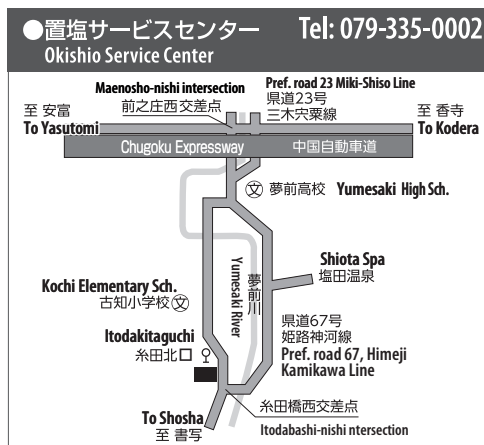 ●置塩サービスセンター Tel: 079-335-0002
Okishio Service Center
Maenosho-nishi intersection
前之庄西交差点
Pref. road 23 Miki-Shiso Line
県道23号
三木宍粟線
至 安富
To Yasutomi
至 香寺
To Kodera
Chugoku Expressway 中国自動車道
文 夢前高校 Yumesaki High Sch.
Shiota Spa
塩田温泉
Yumesaki River
夢前川
Kochi Elementary Sch.
古知小学校 文
Itodakitaguchi
糸田北口
県道67号
姫路神河線
Pref. road 67, Himeji
Kamikawa Line
糸田橋西交差点
Itodabashi-nishi ntersection
To Shosha
至 書写